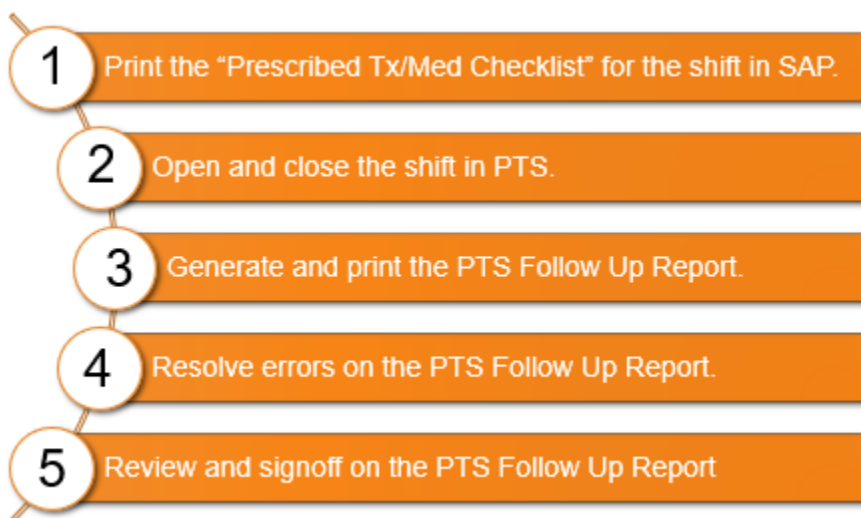 1 Print the “Prescribed Tx/Med Checklist” for the shift in SAP.
2 Open and close the shift in PTS.
3 Generate and print the PTS Follow Up Report.
4 Resolve errors on the PTS Follow Up Report.
5 Review and signoff on the PTS Follow Up Report